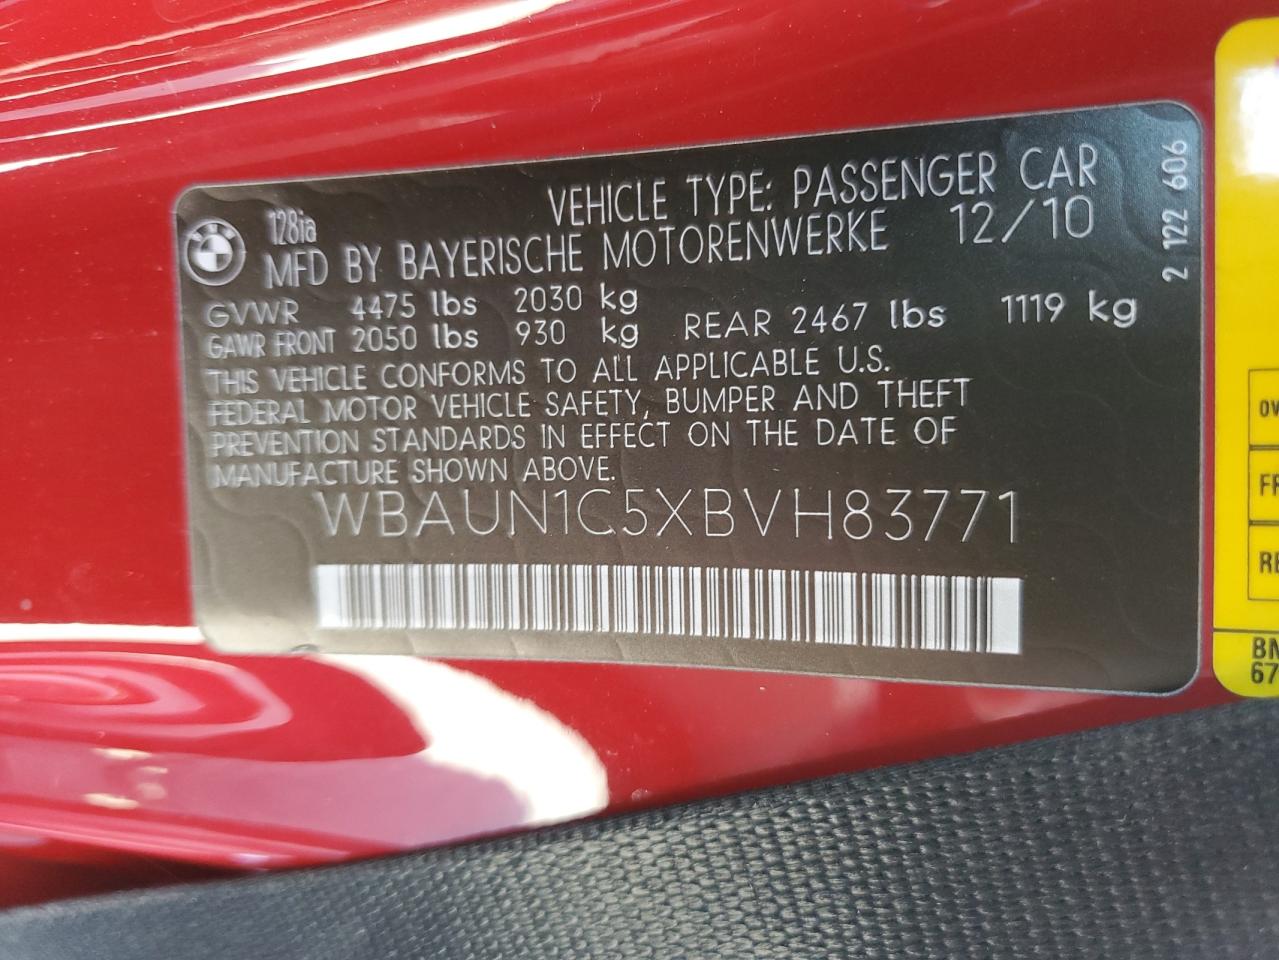 VEHICLE TYPE: PASSENGER CAR
128ia
MFD BY BAYERISCHE MOTORENWERKE 12/10
GVWR 4475 lbs 2030 kg
GAWR FRONT 2050 lbs 930 kg REAR 2467 lbs 1119 kg
THIS VEHICLE CONFORMS TO ALL APPLICABLE U.S.
FEDERAL MOTOR VEHICLE SAFETY, BUMPER AND THEFT
PREVENTION STANDARDS IN EFFECT ON THE DATE OF
MANUFACTURE SHOWN ABOVE.
WBAUN1C5XBVH83771
2 122 606